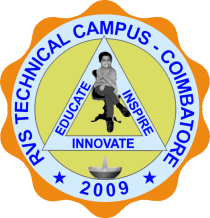 RVS TECHNICAL CAMPUS - COIMBATORE
EDUCATE
INSPIRE
INNOVATE
★ 2009 ★